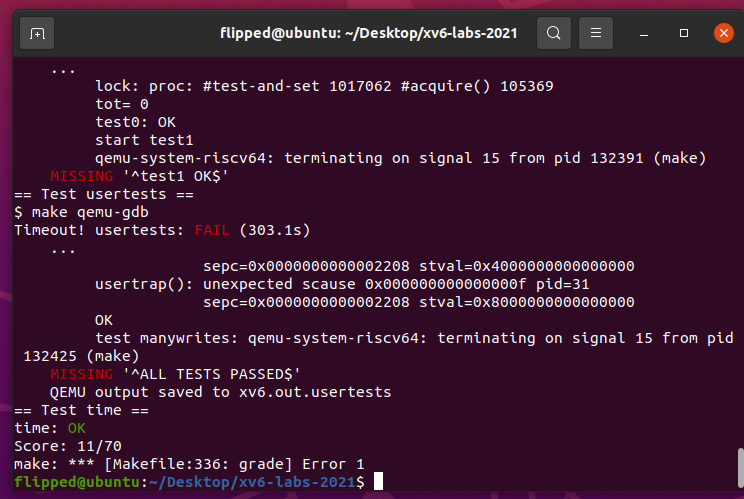 flipped@ubuntu: ~/Desktop/xv6-labs-2021
...
lock: proc: #test-and-set 1017062 #acquire() 105369
tot= 0
test0: OK
start test1
qemu-system-riscv64: terminating on signal 15 from pid 132391 (make)
MISSING '^test1 OK$'
== Test usertests ==
$ make qemu-gdb
Timeout! usertests: FAIL (303.1s)
...
sepc=0x0000000000002208 stval=0x4000000000000000
usertrap(): unexpected scause 0x000000000000000f pid=31
sepc=0x0000000000002208 stval=0x8000000000000000
OK
test manywrites: qemu-system-riscv64: terminating on signal 15 from pid
132425 (make)
MISSING '^ALL TESTS PASSED$'
QEMU output saved to xv6.out.usertests
== Test time ==
time: OK
Score: 11/70
make: *** [Makefile:336: grade] Error 1
flipped@ubuntu:~/Desktop/xv6-labs-2021$